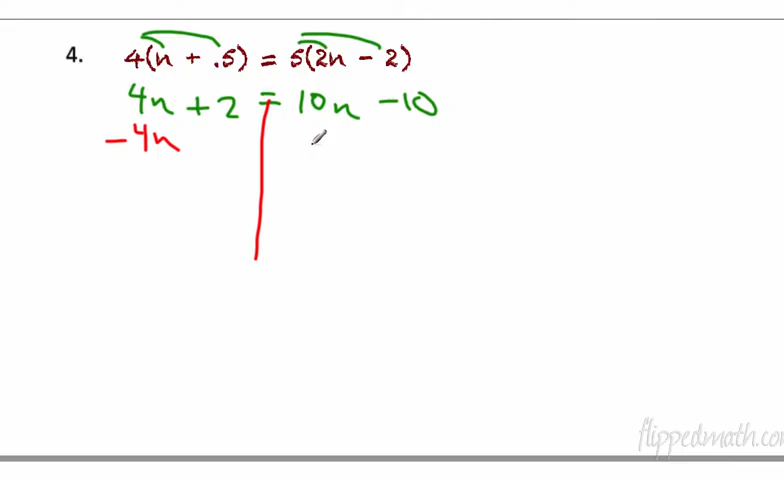 4. 4(n + .5) = 5(2n - 2)
4n + 2 = 10n - 10
- 4n
flippedmath.com